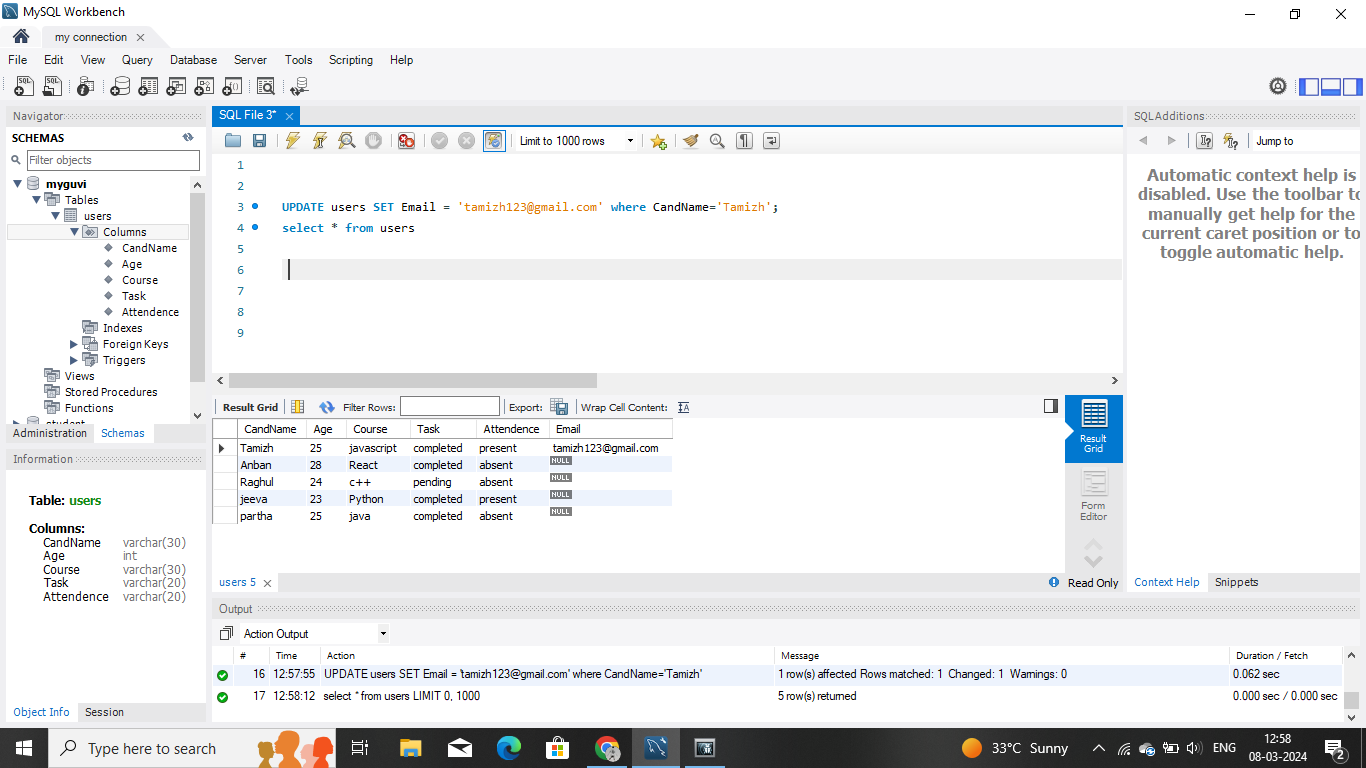 MySQL Workbench
my connection
File Edit View Query Database Server Tools Scripting Help
Navigator
SCHEMAS
Filter objects
myguvi
Tables
users
Columns
CandName
Age
Course
Task
Attendence
Indexes
Foreign Keys
Triggers
Views
Stored Procedures
Functions
student
Administration Schemas
Information
Table: users
Columns:
CandName varchar(30)
Age int
Course varchar(30)
Task varchar(20)
Attendence varchar(20)
Object Info Session
SQL File 3*
Limit to 1000 rows
1
2
3 UPDATE users SET Email = 'tamizh123@gmail.com' where CandName='Tamizh';
4 select * from users
5
6
7
8
9
Result Grid Filter Rows: Export: Wrap Cell Content:
CandName Age Course Task Attendence Email
Tamizh 25 javascript completed present tamizh123@gmail.com
Anban 28 React completed absent NULL
Raghul 24 c++ pending absent NULL
jeeva 23 Python completed present NULL
partha 25 java completed absent NULL
Result
Grid
Form
Editor
users 5
Read Only
SQLAdditions
Jump to
Automatic context help is
disabled. Use the toolbar to
manually get help for the
current caret position or to
toggle automatic help.
Context Help Snippets
Output
Action Output
# Time Action Message Duration / Fetch
16 12:57:55 UPDATE users SET Email = 'tamizh123@gmail.com' where CandName='Tamizh' 1 row(s) affected Rows matched: 1 Changed: 1 Warnings: 0 0.062 sec
17 12:58:12 select * from users LIMIT 0, 1000 5 row(s) returned 0.000 sec / 0.000 sec
Type here to search
33°C Sunny
ENG
12:58
08-03-2024
2